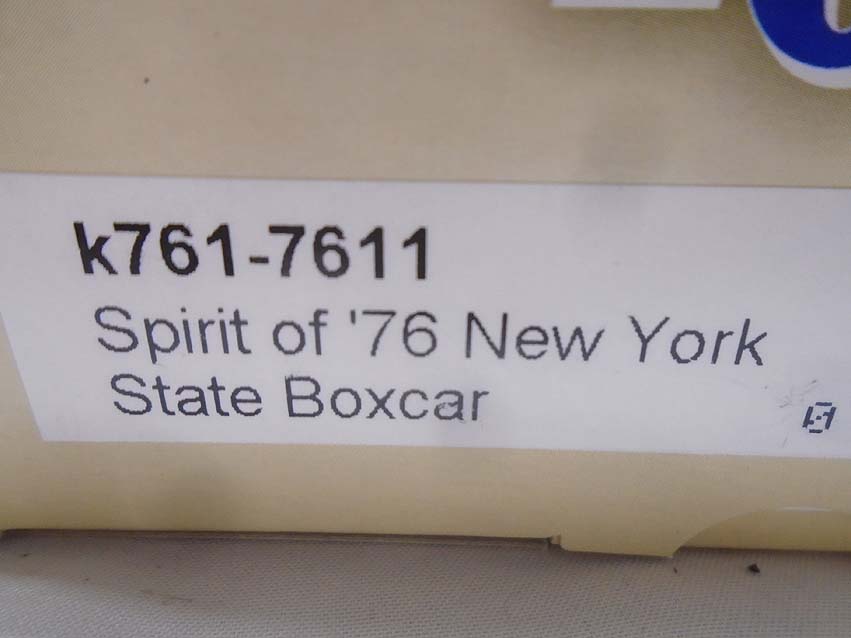 k761-7611
Spirit of '76 New York
State Boxcar